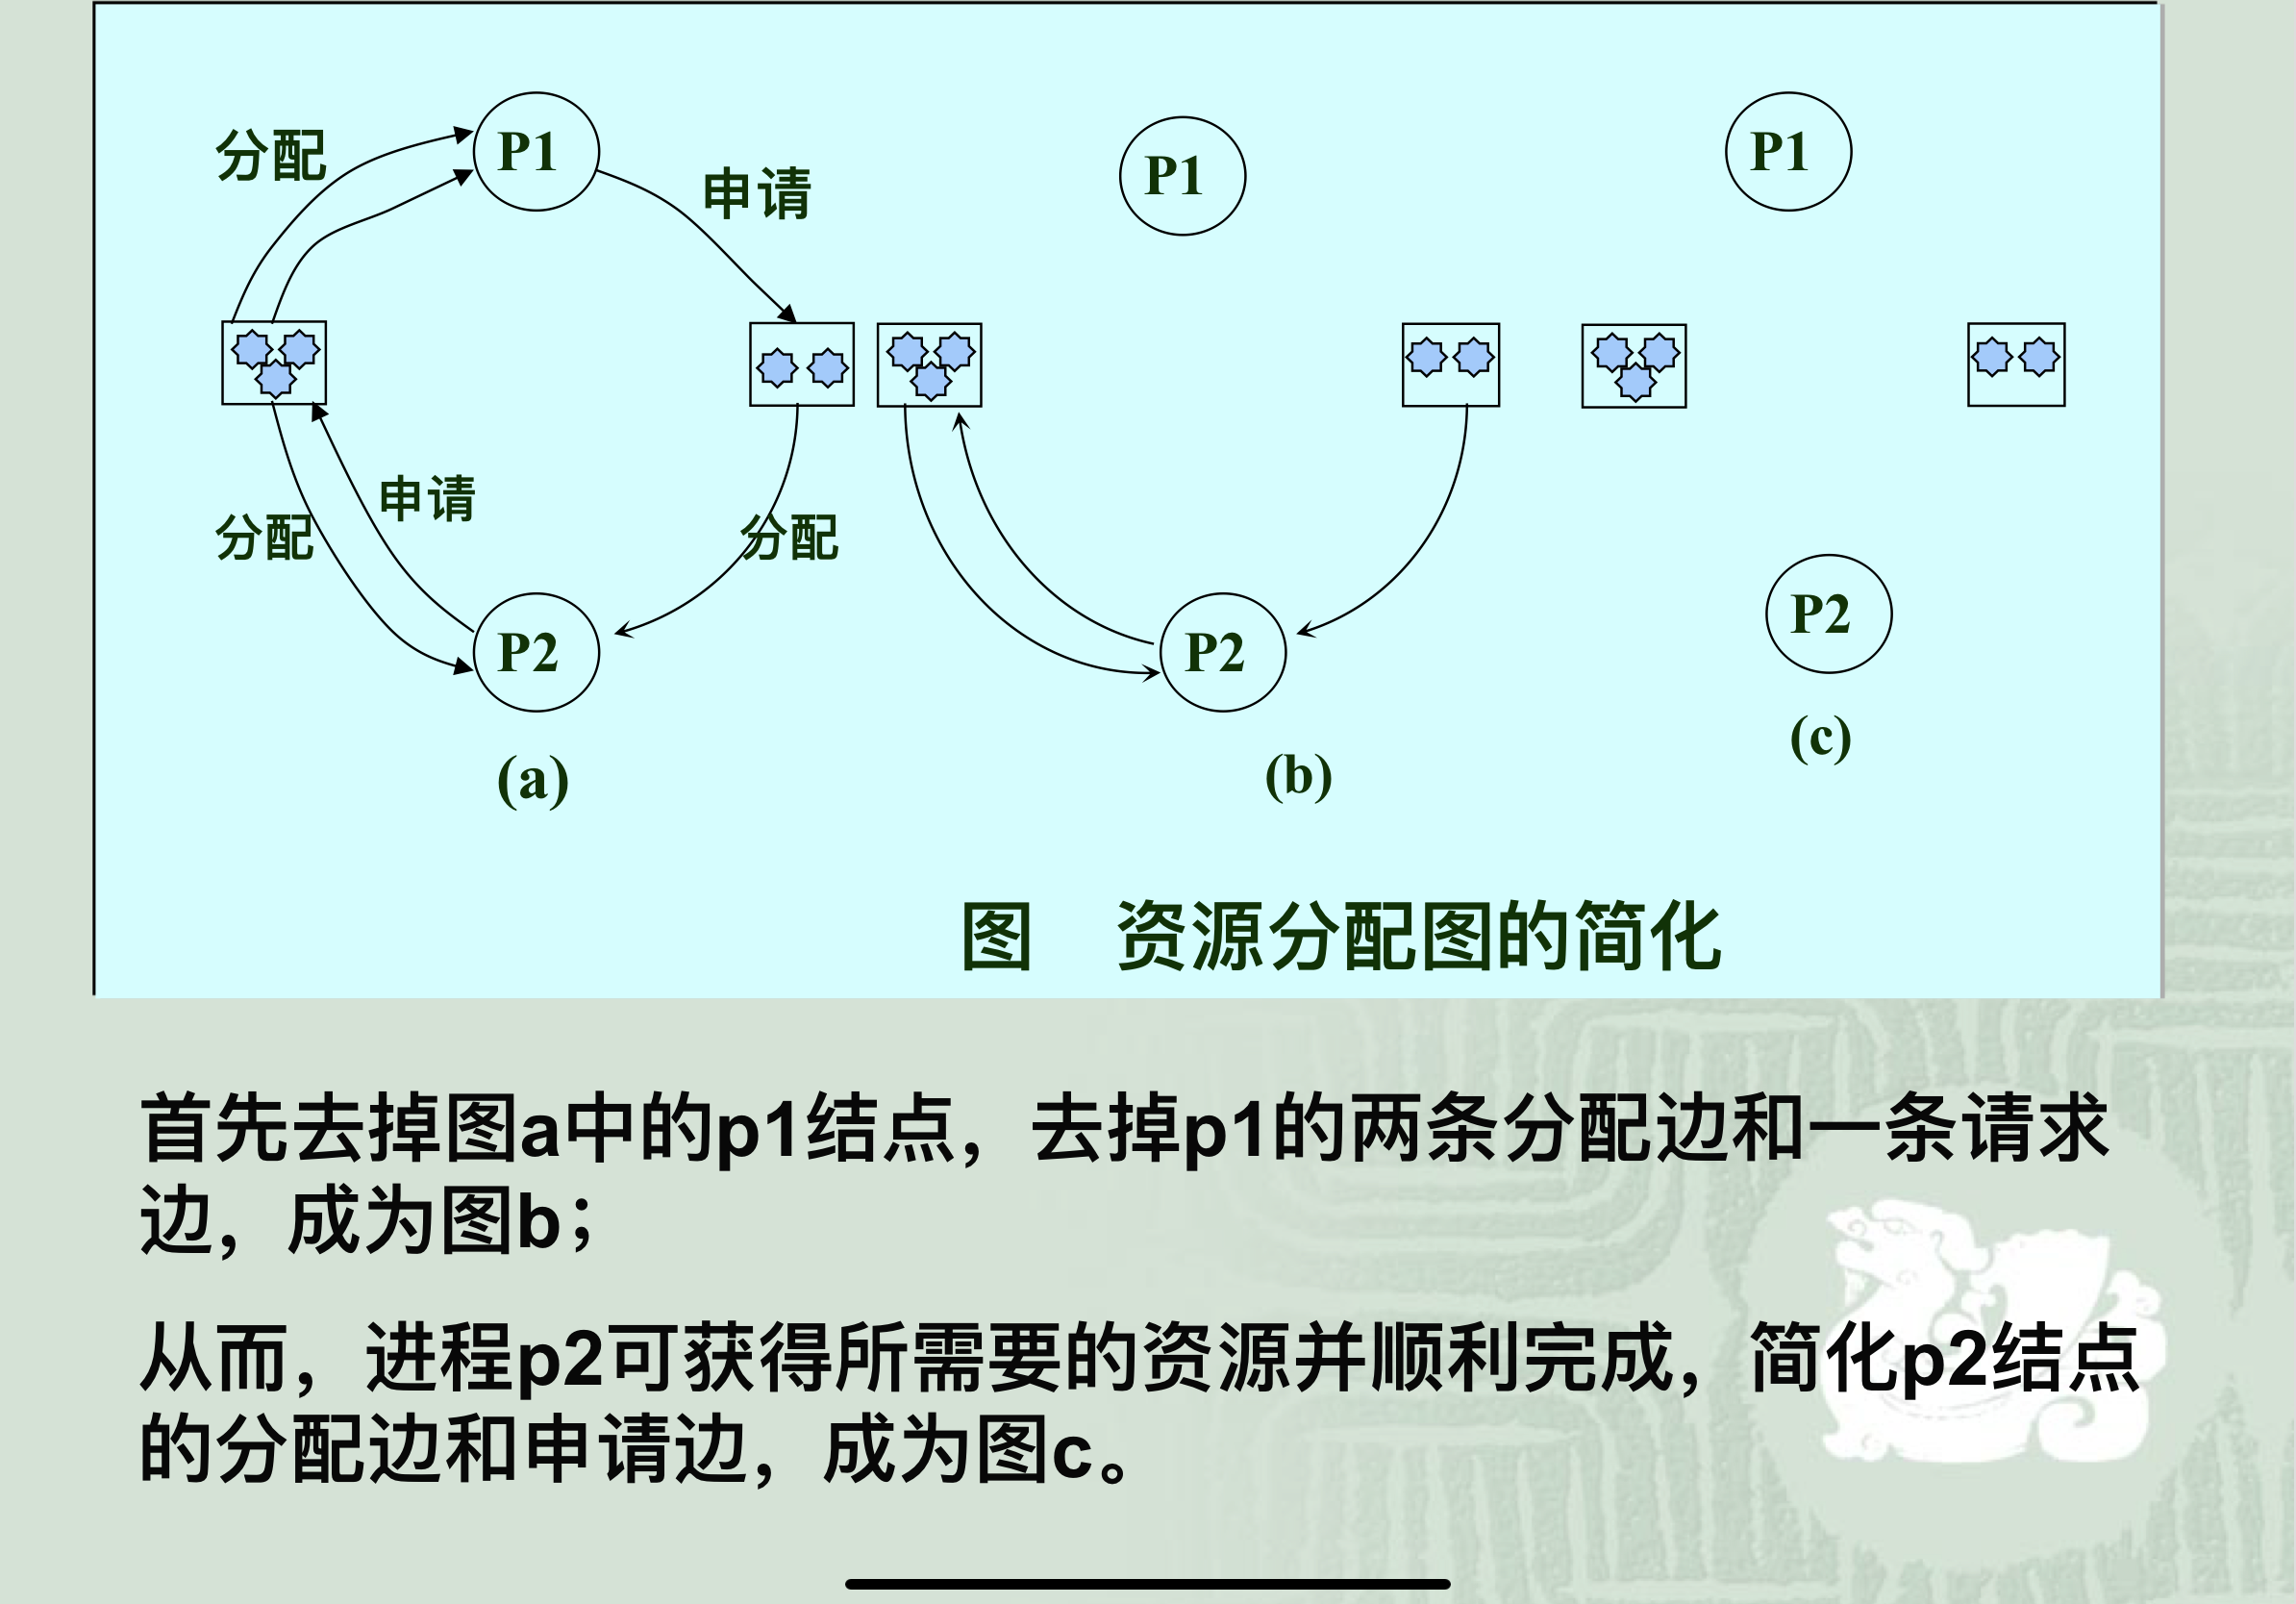 分配
P1
申请
P1
P1
申请
分配
分配
P2
P2
P2
(a)
(b)
(c)
图 资源分配图的简化
首先去掉图a中的p1结点，去掉p1的两条分配边和一条请求
边，成为图b；
从而，进程p2可获得所需要的资源并顺利完成，简化p2结点
的分配边和申请边，成为图c。